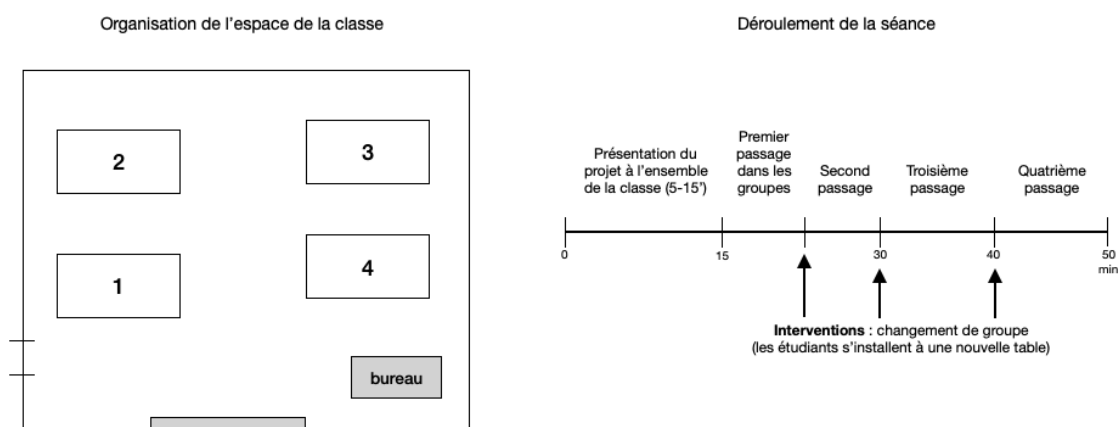 Organisation de l'espace de la classe
2
3
1
4
bureau
Déroulement de la séance
Présentation du
projet à l'ensemble
de la classe (5-15')
Premier
passage
dans les
groupes
Second
passage
Troisième
passage
Quatrième
passage
0
15
30
40
50
min
Interventions : changement de groupe
(les étudiants s'installent à une nouvelle table)